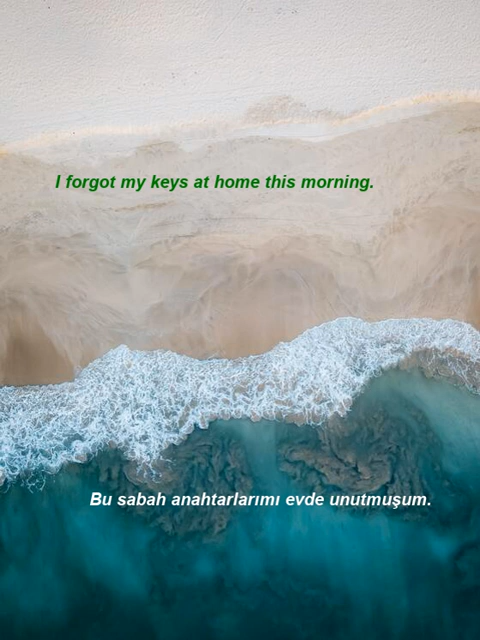 I forgot my keys at home this morning.
Bu sabah anahtarlarımı evde unutmuşum.